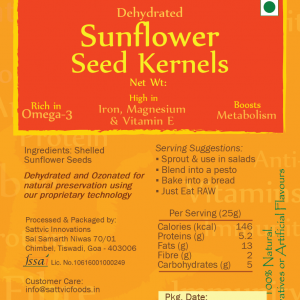 Dehydrated
Sunflower
Seed Kernels
Net Wt:
Rich in
Omega-3
High in
Iron, Magnesium
& Vitamin E
Boosts
Metabolism
Ingredients: Shelled
Sunflower Seeds
Dehydrated and Ozonated for
natural preservation using
our proprietary technology
Processed & Packaged by:
Sattvic Innovations
Sai Samarth Niwas 70/01
Chimbel, Tiswadi, Goa - 403006
fssai Lic. No.10616001000249
Customer Care:
info@sattvicfoods.in
Serving Suggestions:
• Sprout & use in salads
• Blend into a pesto
• Bake into a bread
• Just Eat RAW
Per Serving (25g)
Calories (kcal) 146
Proteins (g) 5.2
Fats (g) 13
Fibre (g) 2
Carbohydrates (g) 5
Pkg. Date:
100% Natural.
Artificial Flavours